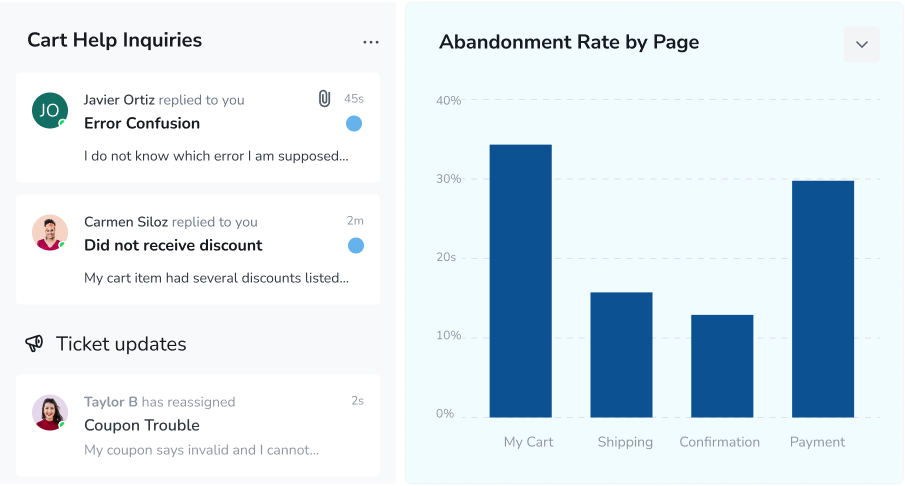 Cart Help Inquiries
JO
Javier Ortiz replied to you
45s
Error Confusion
I do not know which error I am supposed...
Carmen Siloz replied to you
2m
Did not receive discount
My cart item had several discounts listed...
Ticket updates
Taylor B has reassigned
2s
Coupon Trouble
My coupon says invalid and I cannot...
Abandonment Rate by Page
40%
30%
20s
10%
0%
My Cart
Shipping
Confirmation
Payment